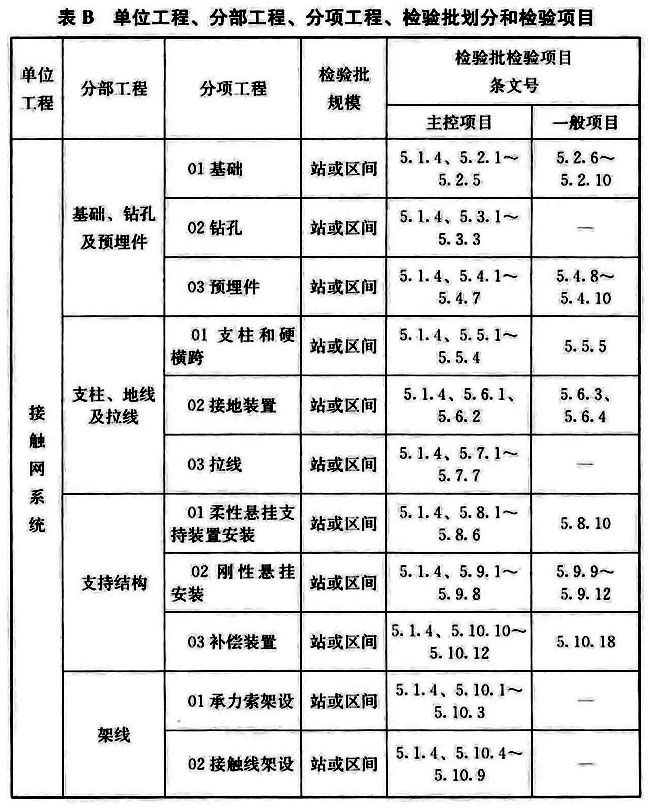 表 B 单位工程、分部工程、分项工程、检验批划分和检验项目
单位
工程
分部工程
分项工程
检验批
规模
检验批检验项目
条文号
主控项目
一般项目
接
触
网
系
统
基础、钻孔
及预埋件
01 基础
站或区间
5.1.4、5.2.1～
5.2.5
5.2.6～
5.2.10
02 钻孔
站或区间
5.1.4、5.3.1～
5.3.3
—
03 预埋件
站或区间
5.1.4、5.4.1～
5.4.7
5.4.8～
5.4.10
支柱、地线
及拉线
01 支柱和硬
横跨
站或区间
5.1.4、5.5.1～
5.5.4
5.5.5
02 接地装置
站或区间
5.1.4、5.6.1、
5.6.2
5.6.3、
5.6.4
03 拉线
站或区间
5.1.4、5.7.1～
5.7.7
—
支持结构
01 柔性悬挂支
持装置安装
站或区间
5.1.4、5.8.1～
5.8.6
5.8.10
02 刚性悬挂
安装
站或区间
5.1.4、5.9.1～
5.9.8
5.9.9～
5.9.12
03 补偿装置
站或区间
5.1.4、5.10.10～
5.10.12
5.10.18
架线
01 承力索架设
站或区间
5.1.4、5.10.1～
5.10.3
—
02 接触线架设
站或区间
5.1.4、5.10.4～
5.10.9
—